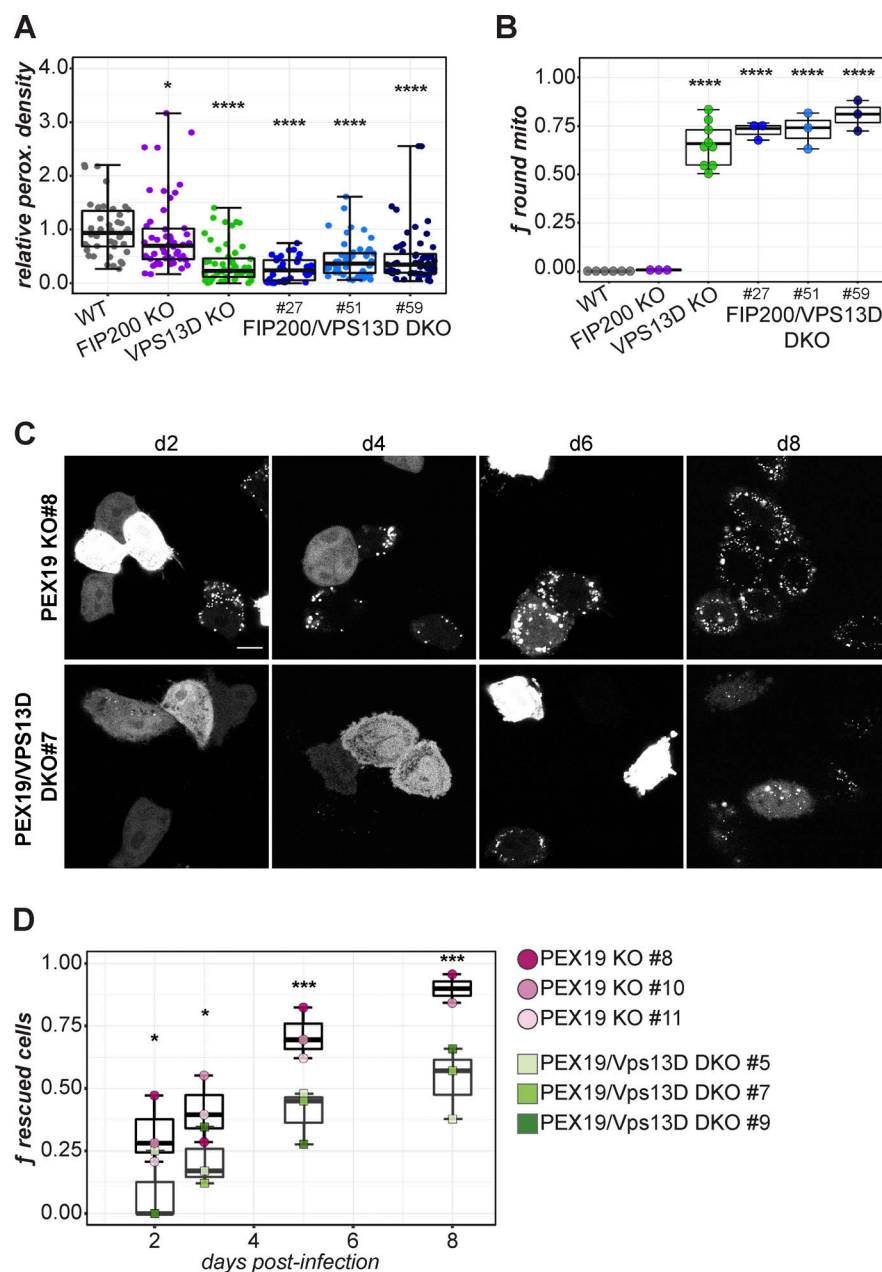 A
relative perox. density
4.0
3.0
2.0
1.0
0.0
*
****
****
****
****
WT
FIP200 KO
VPS13D KO
#27
#51
#59
FIP200/VPS13D DKO
B
ƒ round mito
1.00
0.75
0.50
0.25
0.00
****
****
****
****
WT
FIP200 KO
VPS13D KO
#27
#51
#59
FIP200/VPS13D
DKO
C
d2
d4
d6
d8
PEX19 KO#8
PEX19/VPS13D
DKO#7
D
ƒ rescued cells
1.00
0.75
0.50
0.25
0.00
*
*
***
***
2
4
6
8
days post-infection
PEX19 KO #8
PEX19 KO #10
PEX19 KO #11
PEX19/Vps13D DKO #5
PEX19/Vps13D DKO #7
PEX19/Vps13D DKO #9